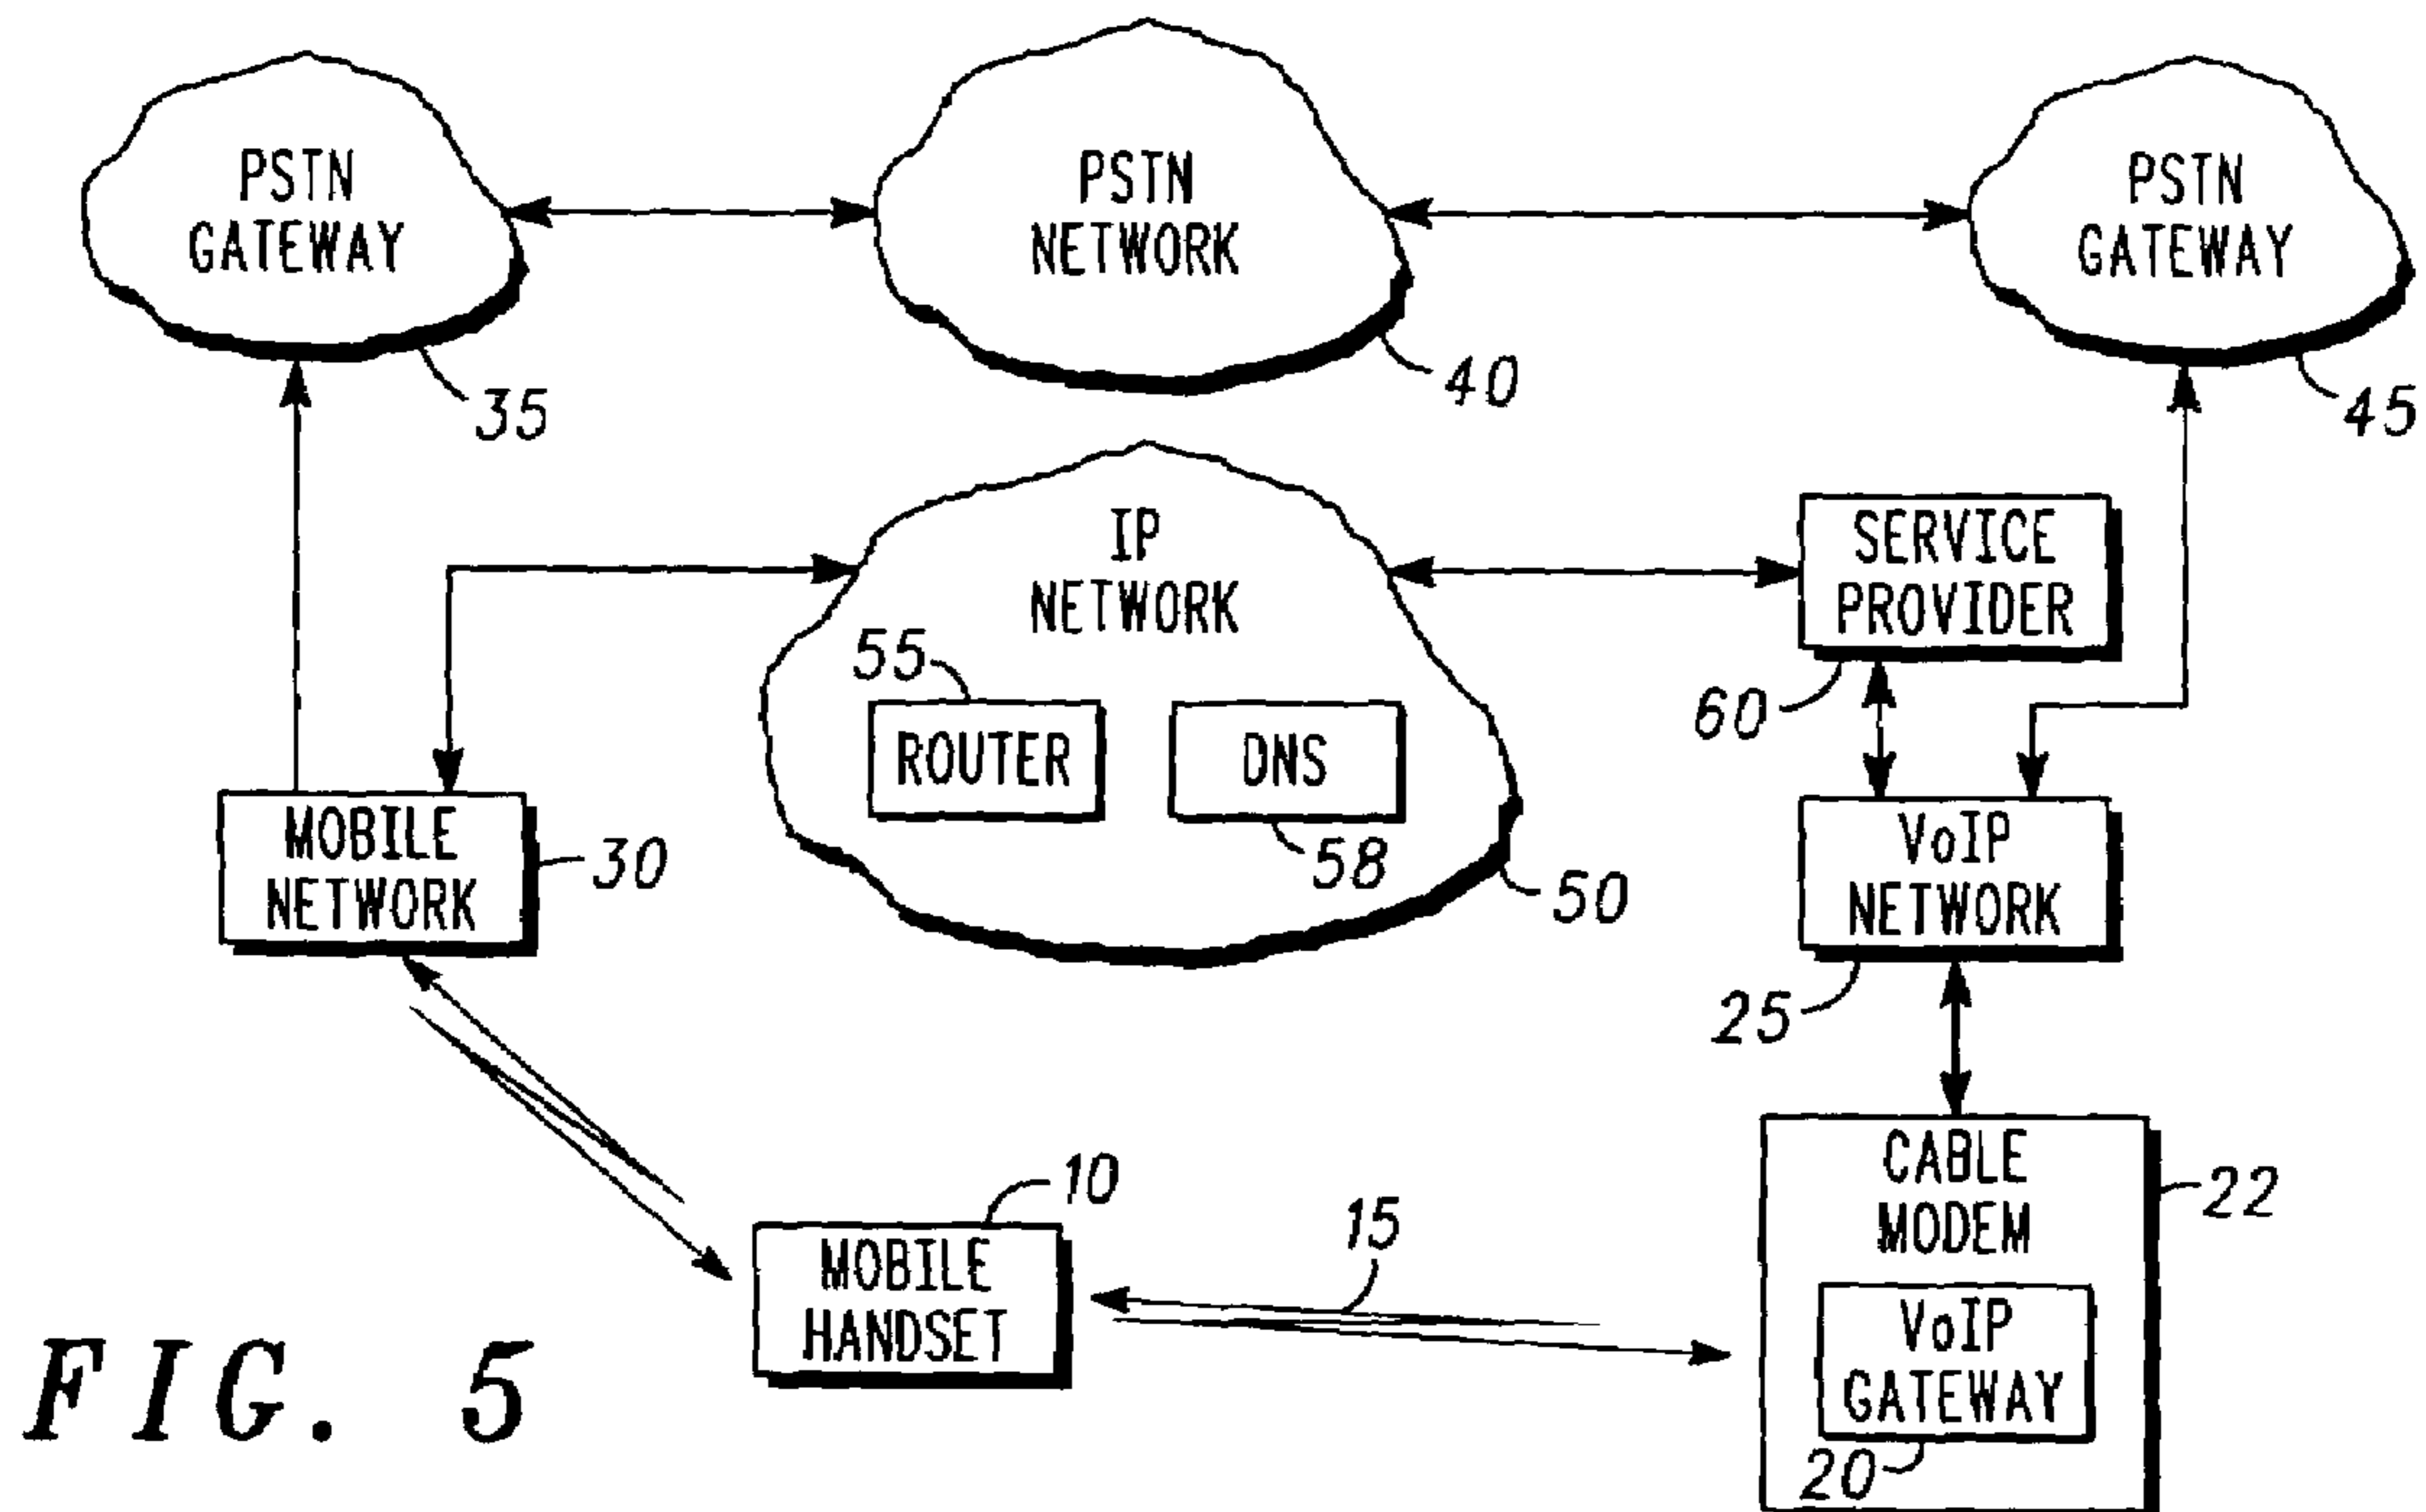 PSTN
GATEWAY
35
PSTN
NETWORK
40
PSTN
GATEWAY
45
IP
NETWORK
55
ROUTER
DNS
58
50
SERVICE
PROVIDER
60
MOBILE
NETWORK
30
VoIP
NETWORK
25
10
MOBILE
HANDSET
15
CABLE
MODEM
22
VoIP
GATEWAY
20
FIG. 5